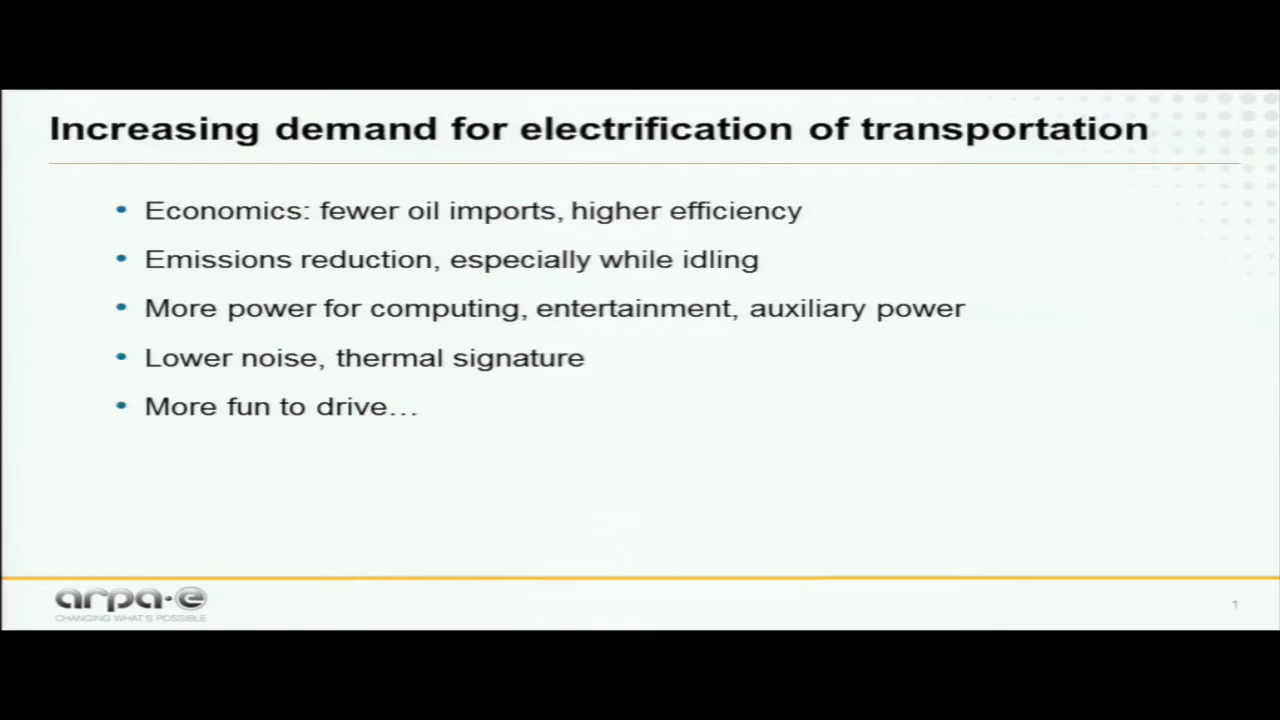 Increasing demand for electrification of transportation
• Economics: fewer oil imports, higher efficiency
• Emissions reduction, especially while idling
• More power for computing, entertainment, auxiliary power
• Lower noise, thermal signature
• More fun to drive…
arpa·e
CHANGING WHAT'S POSSIBLE
1